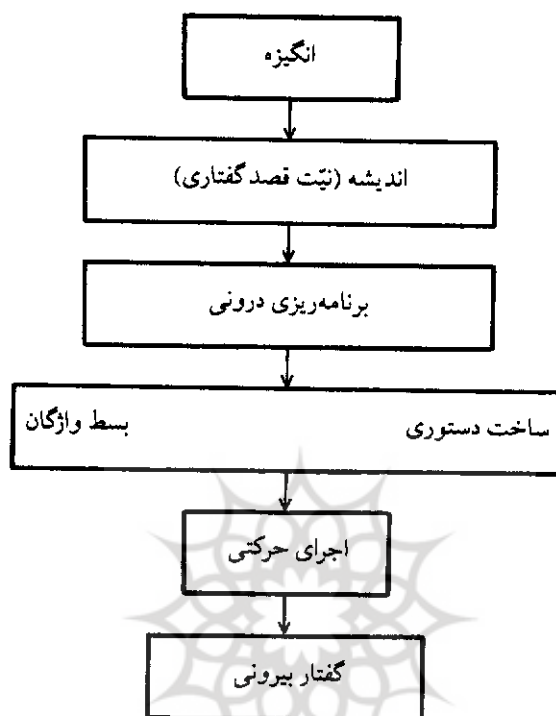 انگیزه
اندیشه (نیّت قصد گفتاری)
برنامه‌ریزی درونی
ساخت دستوری بسط واژگان
اجرای حرکتی
گفتار بیرونی